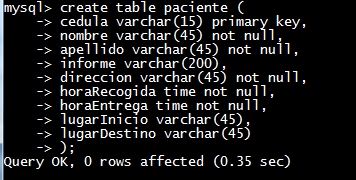 mysql> create table paciente (
-> cedula varchar(15) primary key,
-> nombre varchar(45) not null,
-> apellido varchar(45) not null,
-> informe varchar(200),
-> direccion varchar(45) not null,
-> horaRecogida time not null,
-> horaEntrega time not null,
-> lugarInicio varchar(45),
-> lugarDestino varchar(45)
-> );
Query OK, 0 rows affected (0.35 sec)